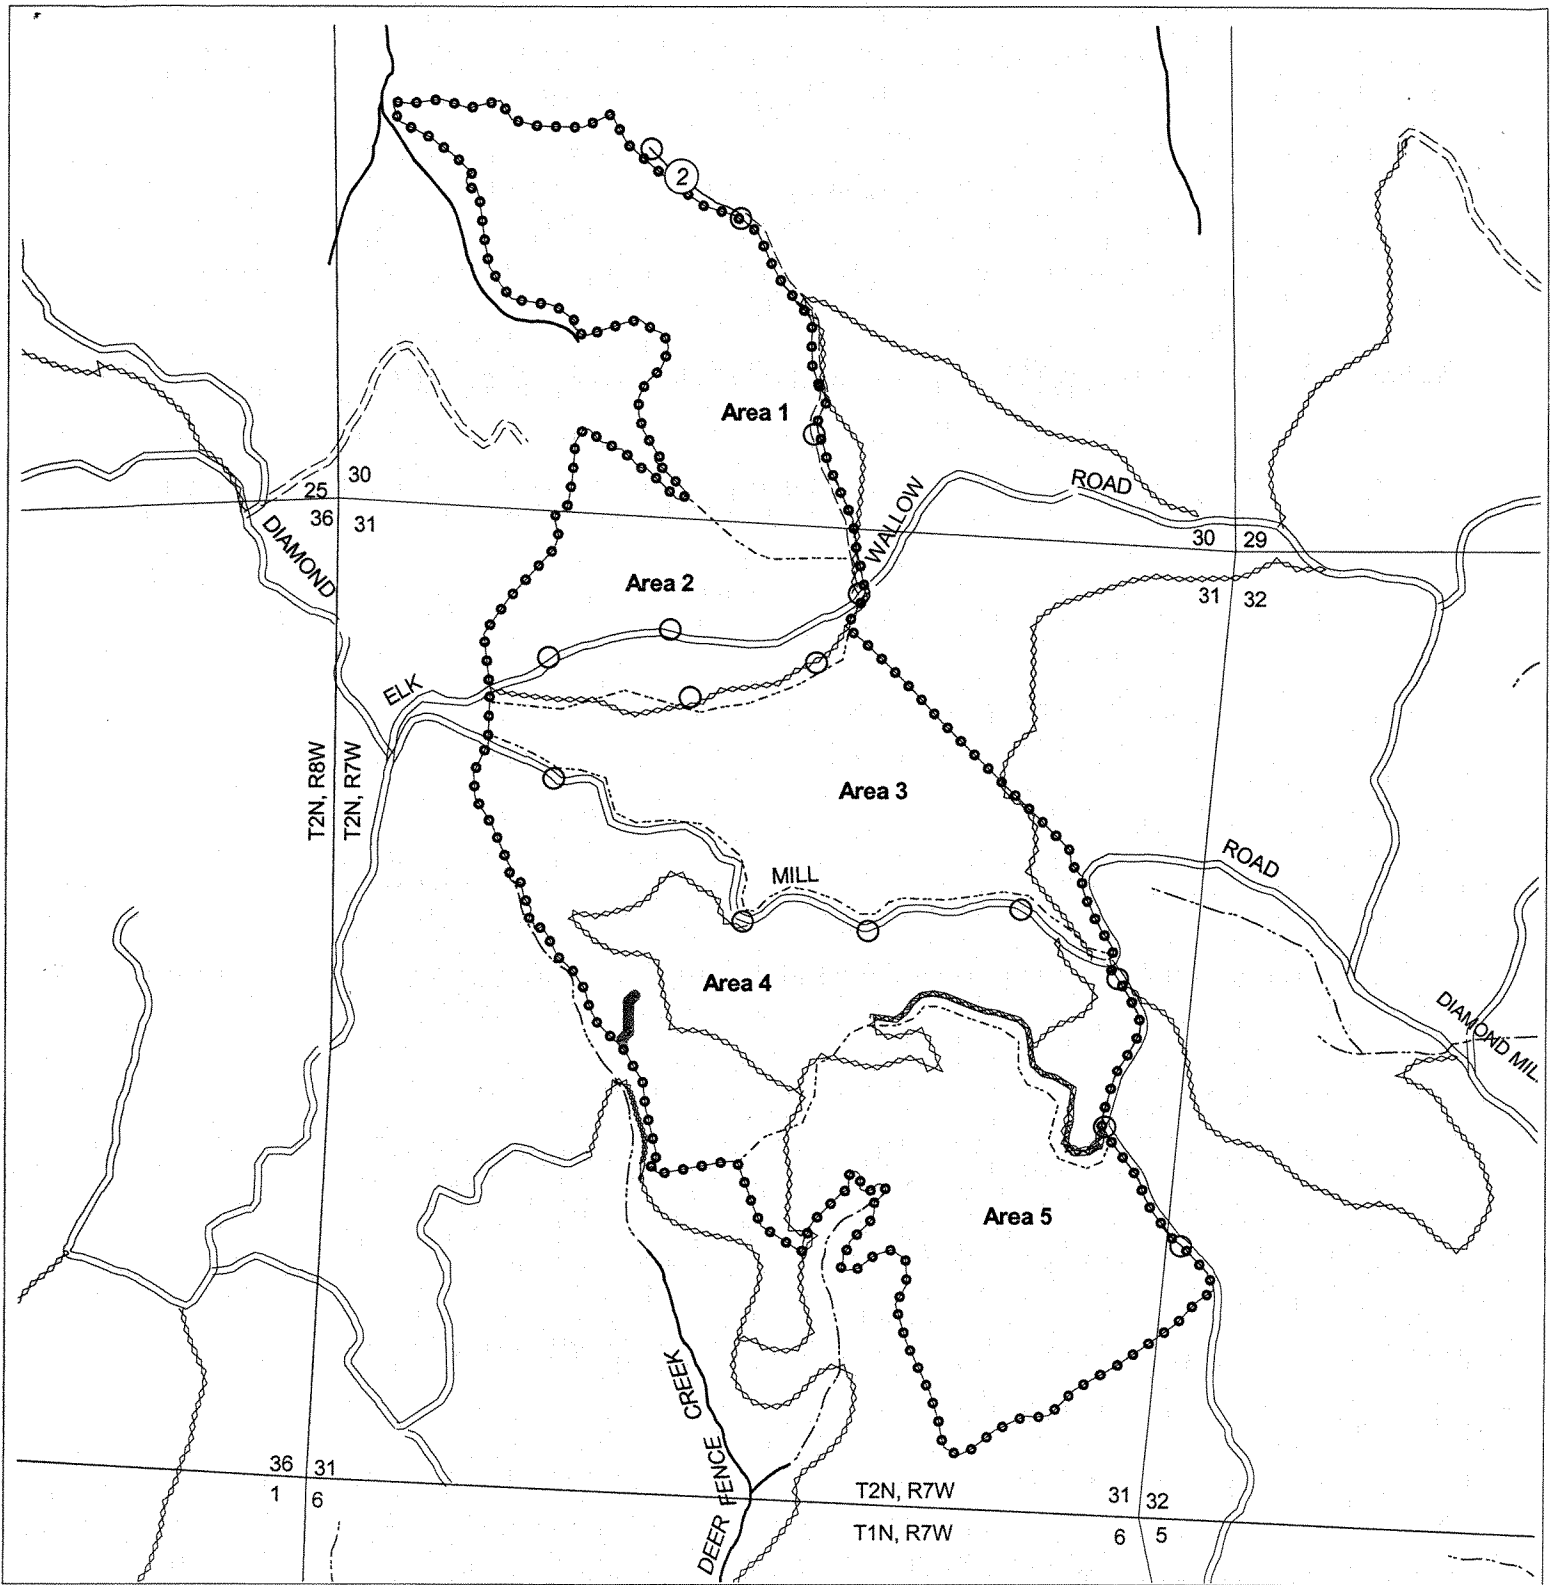 2
Area 1
WALLOW
ROAD
25 30
36 31
30 29
31 32
DIAMOND
Area 2
ELK
T2N, R8W
T2N, R7W
Area 3
ROAD
MILL
Area 4
DIAMOND MIL
Area 5
DEER FENCE CREEK
36 31
1 6
T2N, R7W
T1N, R7W
31 32
6 5